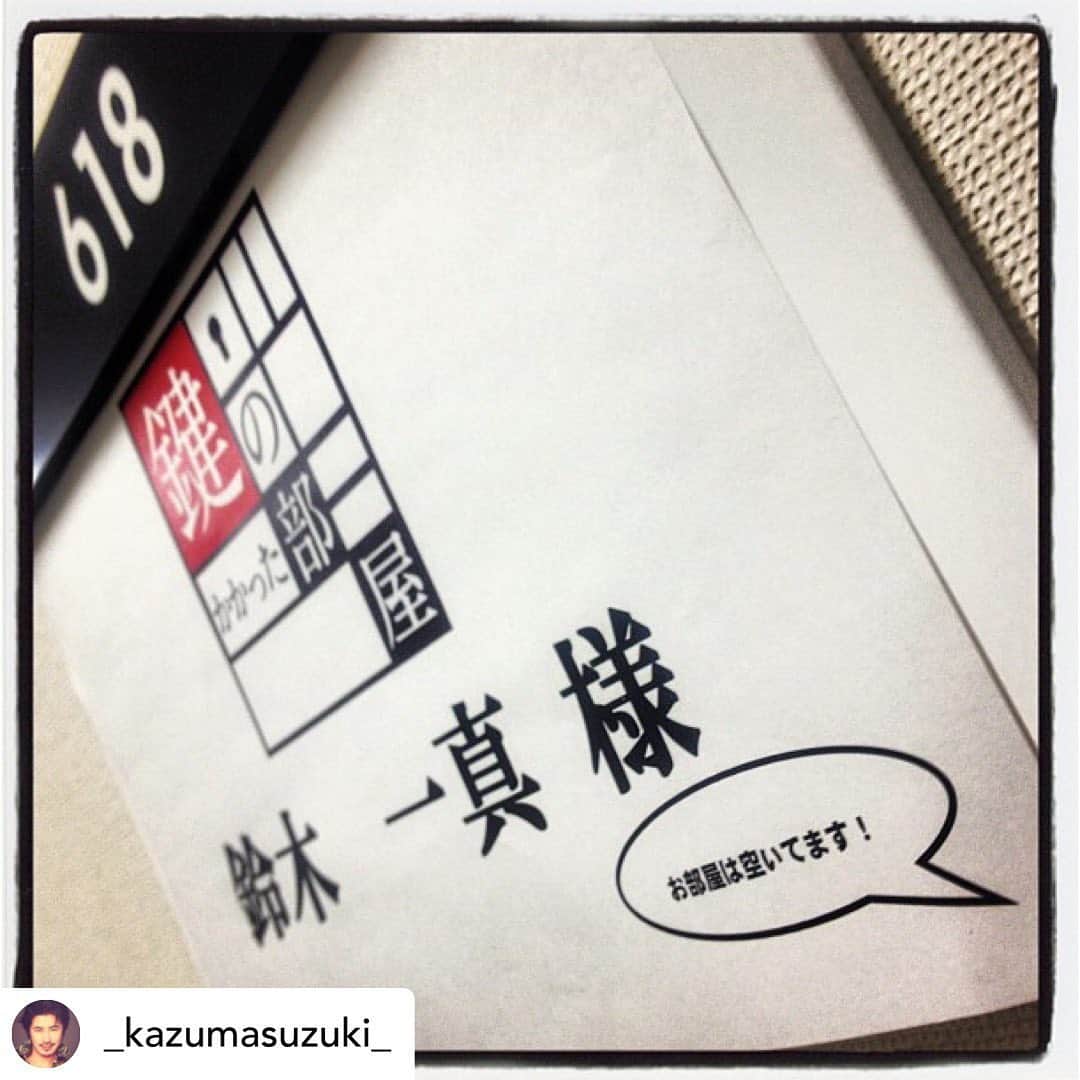 618
鍵のかかった部屋
鈴木 一真 様
お部屋は空いてます！
_kazumasuzuki_